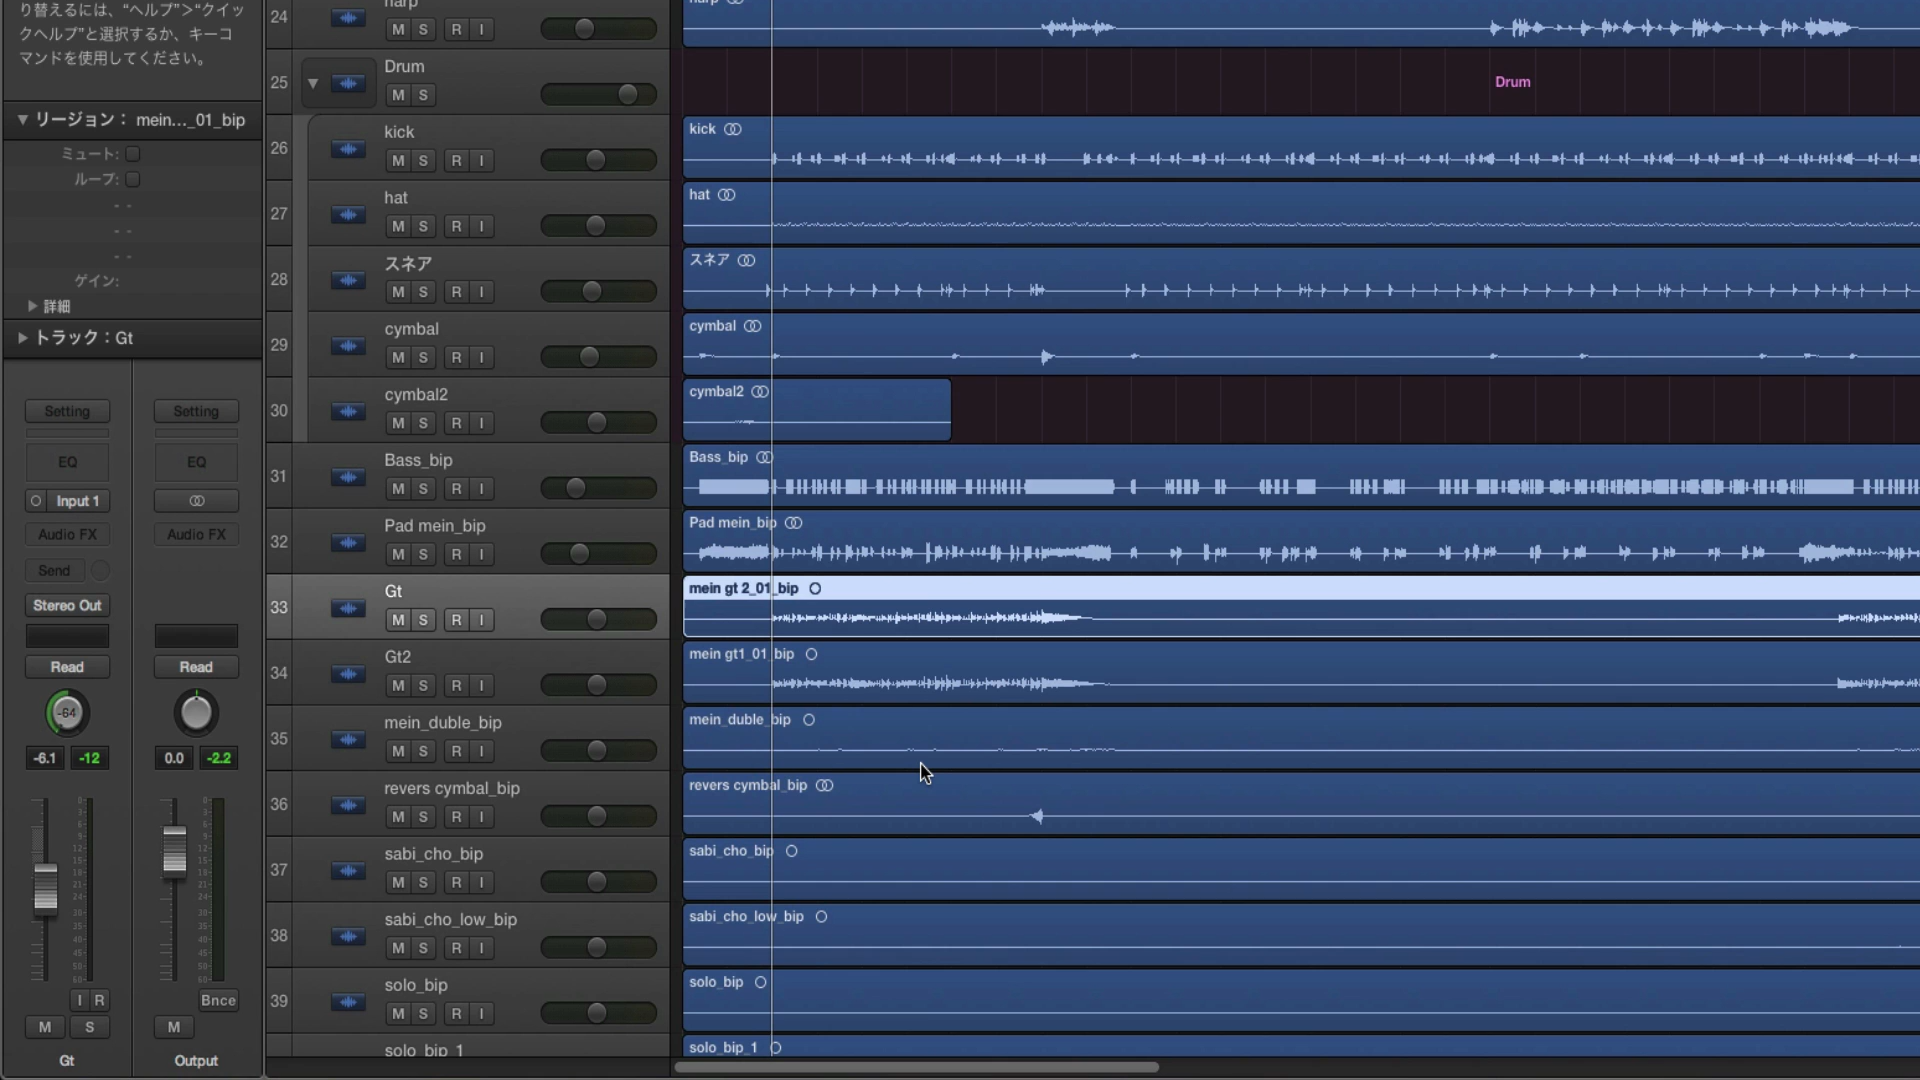 り替えるには、“ヘルプ”>“クイッ
クヘルプ”と選択するか、キーコ
マンドを使用してください。
リージョン： mein..._01_bip
ミュート:
ループ:
- -
- -
- -
ゲイン:
詳細
トラック：Gt
Setting
Setting
EQ
EQ
Input 1
Audio FX
Audio FX
Send
Stereo Out
Read
Read
-64
-6.1 -12
0.0 -2.2
I R
Bnce
M S
M
Gt
Output
24 harp
M S R I
25 Drum
M S
26 kick
M S R I
27 hat
M S R I
28 スネア
M S R I
29 cymbal
M S R I
30 cymbal2
M S R I
31 Bass_bip
M S R I
32 Pad mein_bip
M S R I
33 Gt
M S R I
34 Gt2
M S R I
35 mein_duble_bip
M S R I
36 revers cymbal_bip
M S R I
37 sabi_cho_bip
M S R I
38 sabi_cho_low_bip
M S R I
39 solo_bip
M S R I
solo_bip_1
harp
Drum
kick
hat
スネア
cymbal
cymbal2
Bass_bip
Pad mein_bip
mein gt 2_01_bip
mein gt1_01_bip
mein_duble_bip
revers cymbal_bip
sabi_cho_bip
sabi_cho_low_bip
solo_bip
solo_bip_1